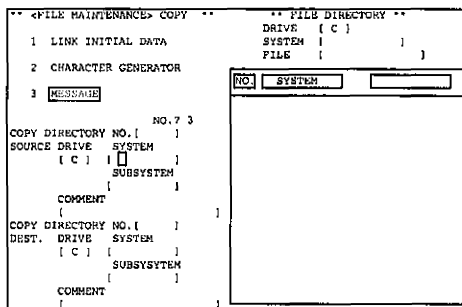 ** <FILE MAINTENANCE> COPY **
1 LINK INITIAL DATA
2 CHARACTER GENERATOR
3 MESSAGE
NO.7 3
COPY DIRECTORY NO.[ ]
SOURCE DRIVE SYSTEM
[ C ] [ ]
SUBSYSTEM
[ ]
COMMENT
[ ]
COPY DIRECTORY NO.[ ]
DEST. DRIVE SYSTEM
[ C ] [ ]
SUBSYSYTEM
[ ]
COMMENT
[ ]
** FILE DIRECTORY **
DRIVE [ C ]
SYSTEM [ ]
FILE [ ]
NO. SYSTEM